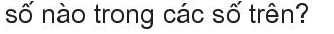 số nào trong các số trên?